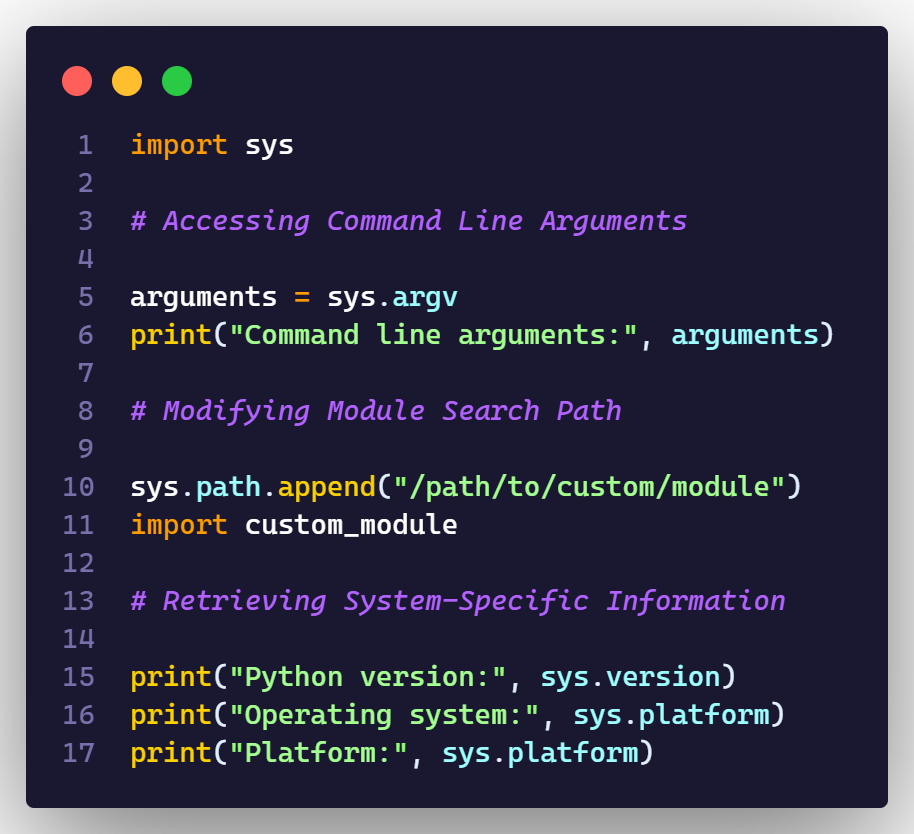 1 import sys
2
3 # Accessing Command Line Arguments
4
5 arguments = sys.argv
6 print("Command line arguments:", arguments)
7
8 # Modifying Module Search Path
9
10 sys.path.append("/path/to/custom/module")
11 import custom_module
12
13 # Retrieving System-Specific Information
14
15 print("Python version:", sys.version)
16 print("Operating system:", sys.platform)
17 print("Platform:", sys.platform)